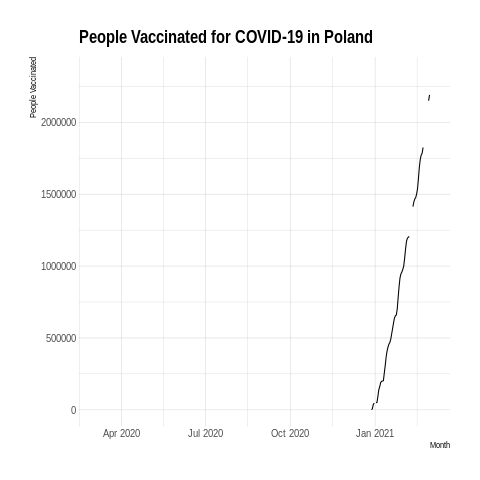 People Vaccinated for COVID-19 in Poland
People Vaccinated
2000000
1500000
1000000
500000
0
Apr 2020 Jul 2020 Oct 2020 Jan 2021
Month